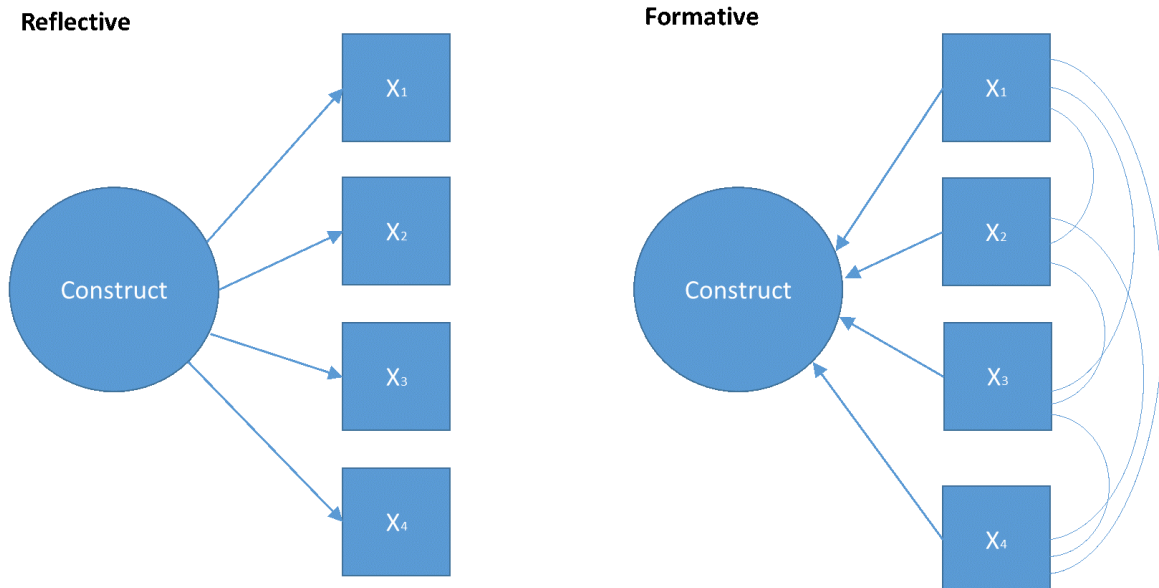 Reflective
Construct
X1
X2
X3
X4
Formative
Construct
X1
X2
X3
X4